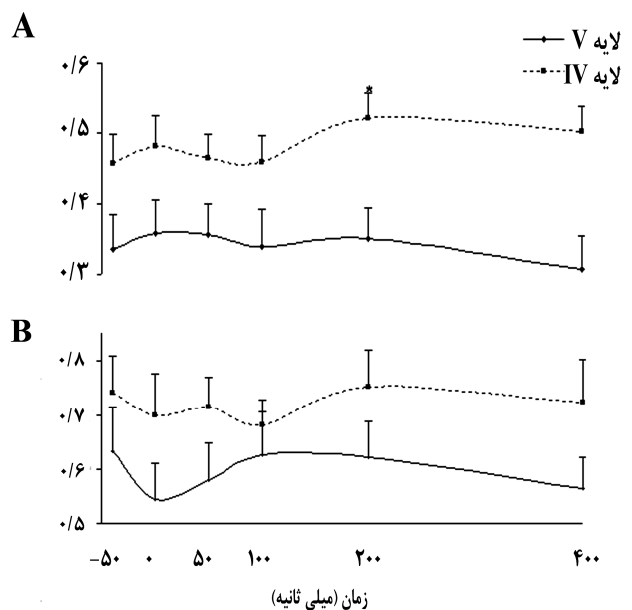 A
لایه V
لایه IV
۰/۶
*
۰/۵
۰/۴
۰/۳
B
۰/۸
۰/۷
۰/۶
۰/۵
-۵۰ ۰ ۵۰ ۱۰۰ ۲۰۰ ۴۰۰
زمان (میلی ثانیه)